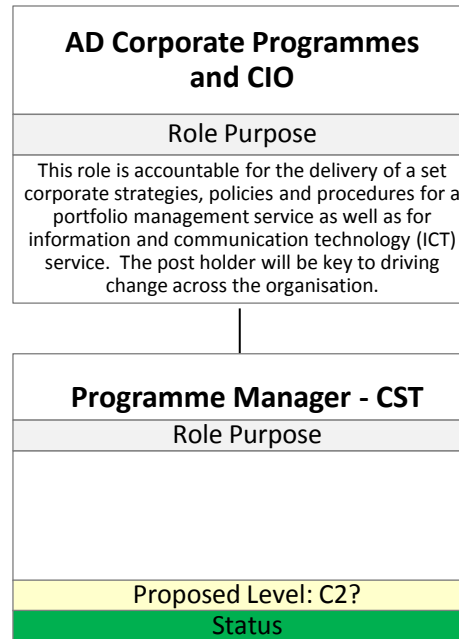 AD Corporate Programmes
and CIO
Role Purpose
This role is accountable for the delivery of a set
corporate strategies, policies and procedures for a
portfolio management service as well as for
information and communication technology (ICT)
service.  The post holder will be key to driving
change across the organisation.
Programme Manager - CST
Role Purpose
Proposed Level: C2?
Status